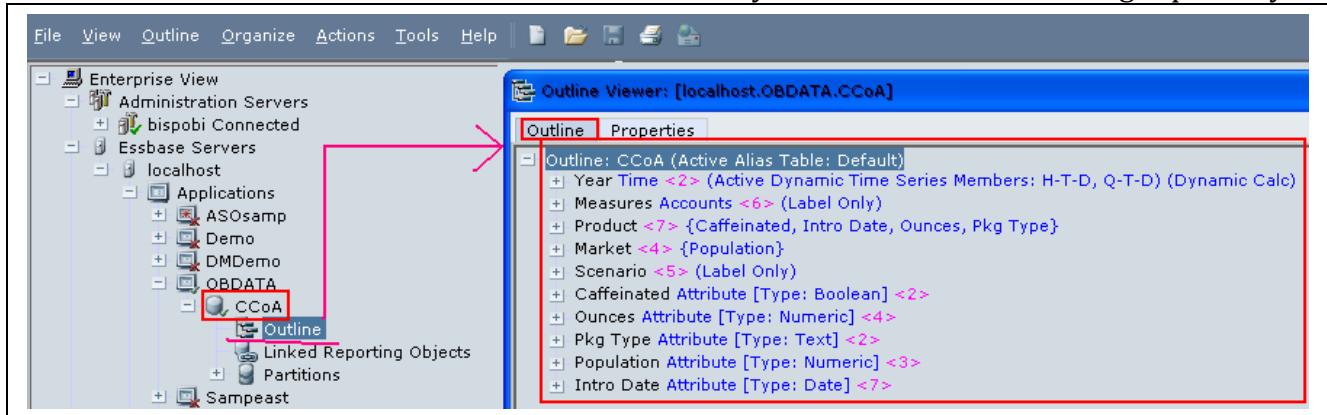 File View Outline Organize Actions Tools Help
Enterprise View
Administration Servers
bispobi Connected
Essbase Servers
localhost
Applications
ASOsamp
Demo
DMDemo
OBDATA
CCoA
Outline
Linked Reporting Objects
Partitions
Sampeast
Outline Viewer: [localhost.OBDATA.CCoA]
Outline Properties
Outline: CCoA (Active Alias Table: Default)
Year Time <2> (Active Dynamic Time Series Members: H-T-D, Q-T-D) (Dynamic Calc)
Measures Accounts <6> (Label Only)
Product <7> {Caffeinated, Intro Date, Ounces, Pkg Type}
Market <4> {Population}
Scenario <5> (Label Only)
Caffeinated Attribute [Type: Boolean] <2>
Ounces Attribute [Type: Numeric] <4>
Pkg Type Attribute [Type: Text] <2>
Population Attribute [Type: Numeric] <3>
Intro Date Attribute [Type: Date] <7>